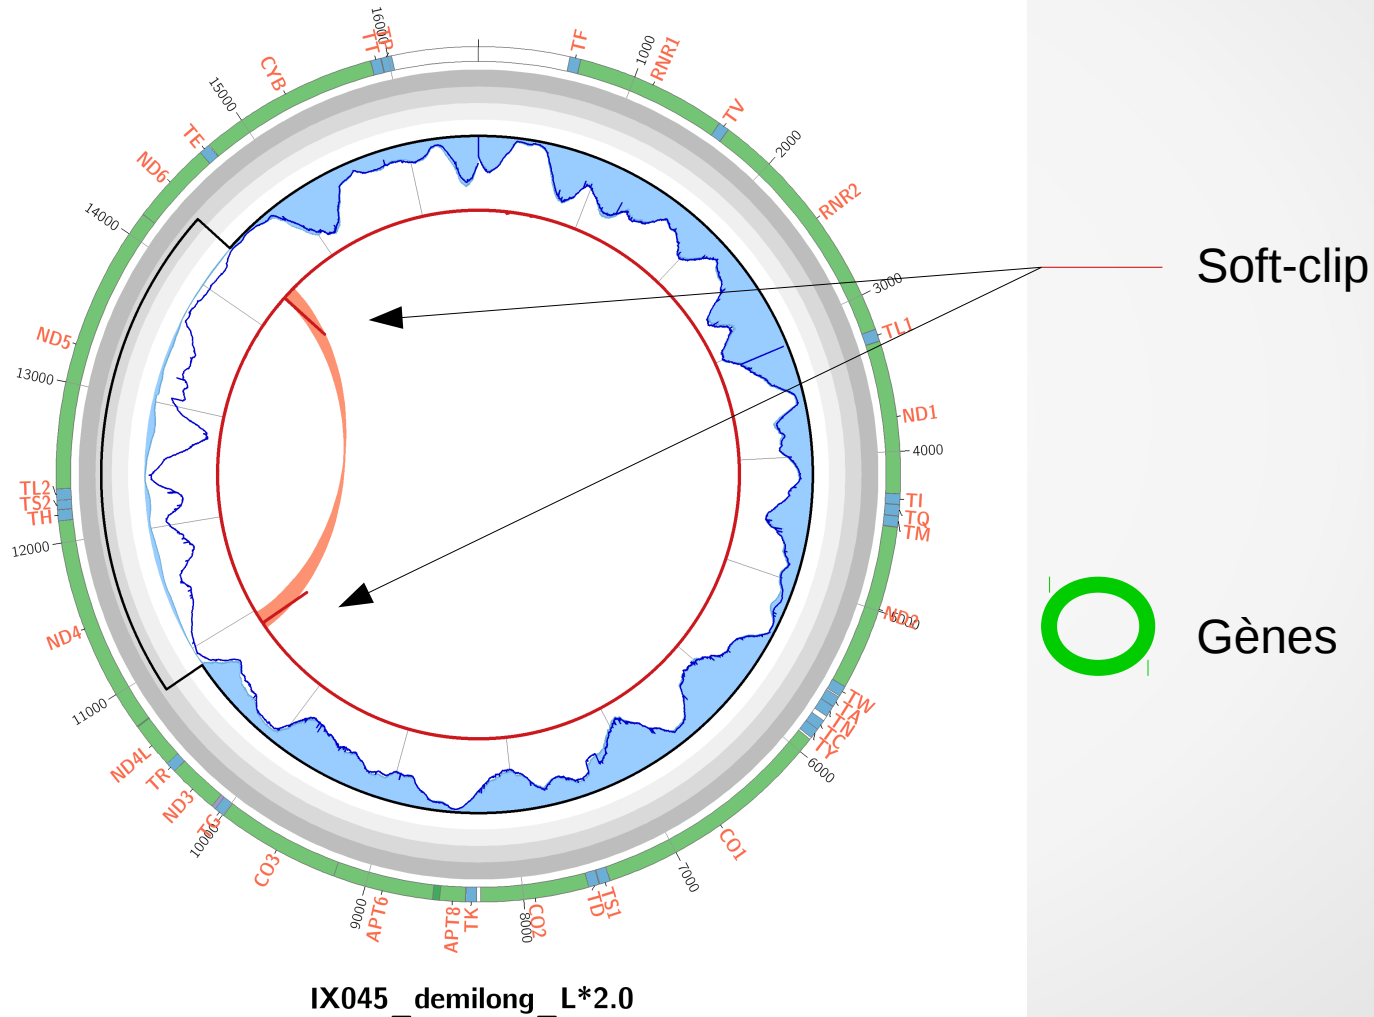 16000
TP
TT
TF
1000
RNR1
CYB
15000
TV
TE
2000
ND6
RNR2
14000
Soft-clip
3000
TL1
ND5
13000
ND1
4000
TL2
TS2
TH
TI
TQ
TM
12000
ND2
5000
Gènes
ND4
TW
TA
TN
TC
TY
11000
6000
ND4L
TR
ND3
TG
10000
CO1
CO3
7000
9000
APT6
APT8
TK
8000
CO2
TD
TS1
IX045_demilong_L*2.0